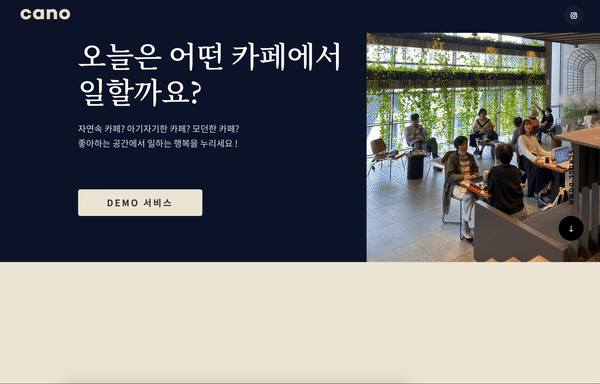 cano
오늘은 어떤 카페에서
일할까요?
자연속 카페? 아기자기한 카페? 모던한 카페?
좋아하는 공간에서 일하는 행복을 누리세요 !
DEMO 서비스